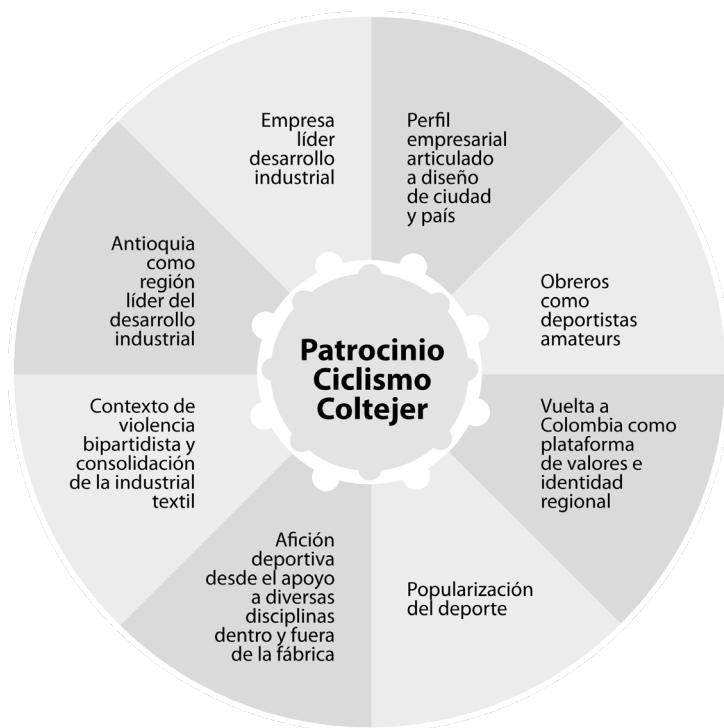 Patrocinio
Ciclismo
Coltejer
Perfil
empresarial
articulado
a diseño
de ciudad
y país
Obreros
como
deportistas
amateurs
Vuelta a
Colombia como
plataforma
de valores e
identidad
regional
Popularización
del deporte
Afición
deportiva
desde el apoyo
a diversas
disciplinas
dentro y fuera
de la fábrica
Contexto de
violencia
bipartidista y
consolidación
de la industrial
textil
Antioquia
como
región
líder del
desarrollo
industrial
Empresa
líder
desarrollo
industrial